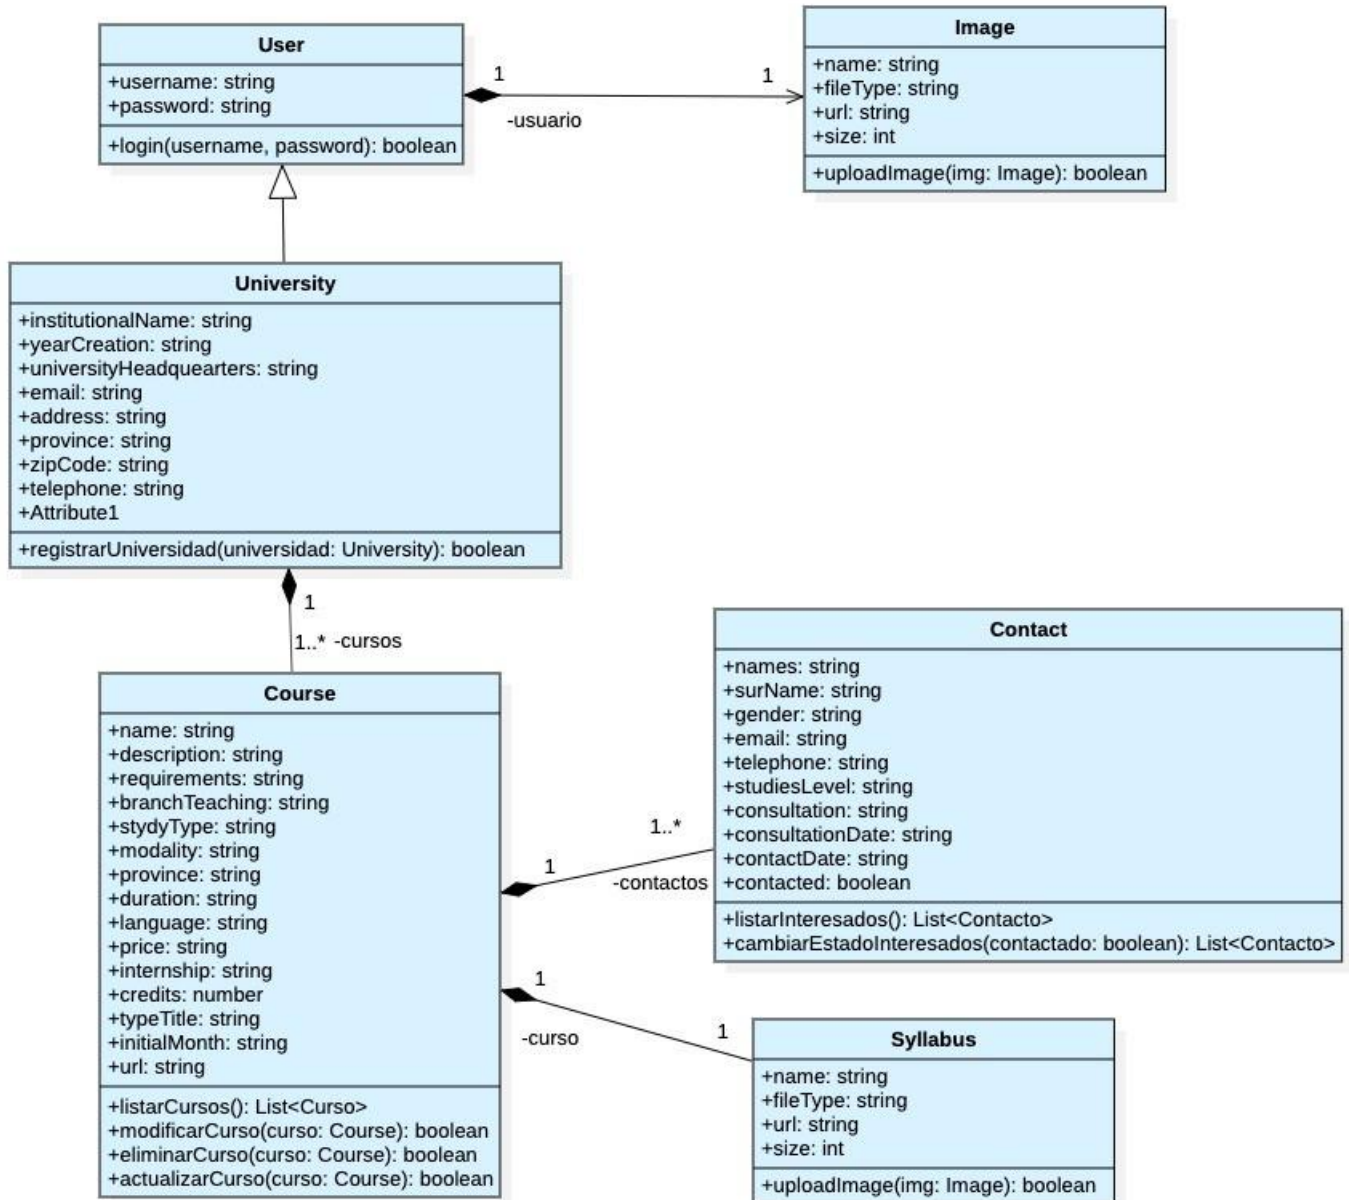 User
+username: string
+password: string
+login(username, password): boolean
1
-usuario
1
Image
+name: string
+fileType: string
+url: string
+size: int
+uploadImage(img: Image): boolean
University
+institutionalName: string
+yearCreation: string
+universityHeadquearters: string
+email: string
+address: string
+province: string
+zipCode: string
+telephone: string
+Attribute1
+registrarUniversidad(universidad: University): boolean
1
1..* -cursos
Course
+name: string
+description: string
+requirements: string
+branchTeaching: string
+stydyType: string
+modality: string
+province: string
+duration: string
+language: string
+price: string
+internship: string
+credits: number
+typeTitle: string
+initialMonth: string
+url: string
+listarCursos(): List<Curso>
+modificarCurso(curso: Course): boolean
+eliminarCurso(curso: Course): boolean
+actualizarCurso(curso: Course): boolean
1
1..*
-contactos
Contact
+names: string
+surName: string
+gender: string
+email: string
+telephone: string
+studiesLevel: string
+consultation: string
+consultationDate: string
+contactDate: string
+contacted: boolean
+listarInteresados(): List<Contacto>
+cambiarEstadoInteresados(contactado: boolean): List<Contacto>
1
-curso
1
Syllabus
+name: string
+fileType: string
+url: string
+size: int
+uploadImage(img: Image): boolean